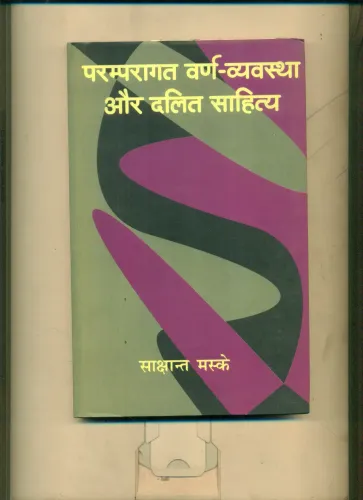 परम्परागत वर्ण-व्यवस्था
और दलित साहित्य
साक्षान्त मस्के